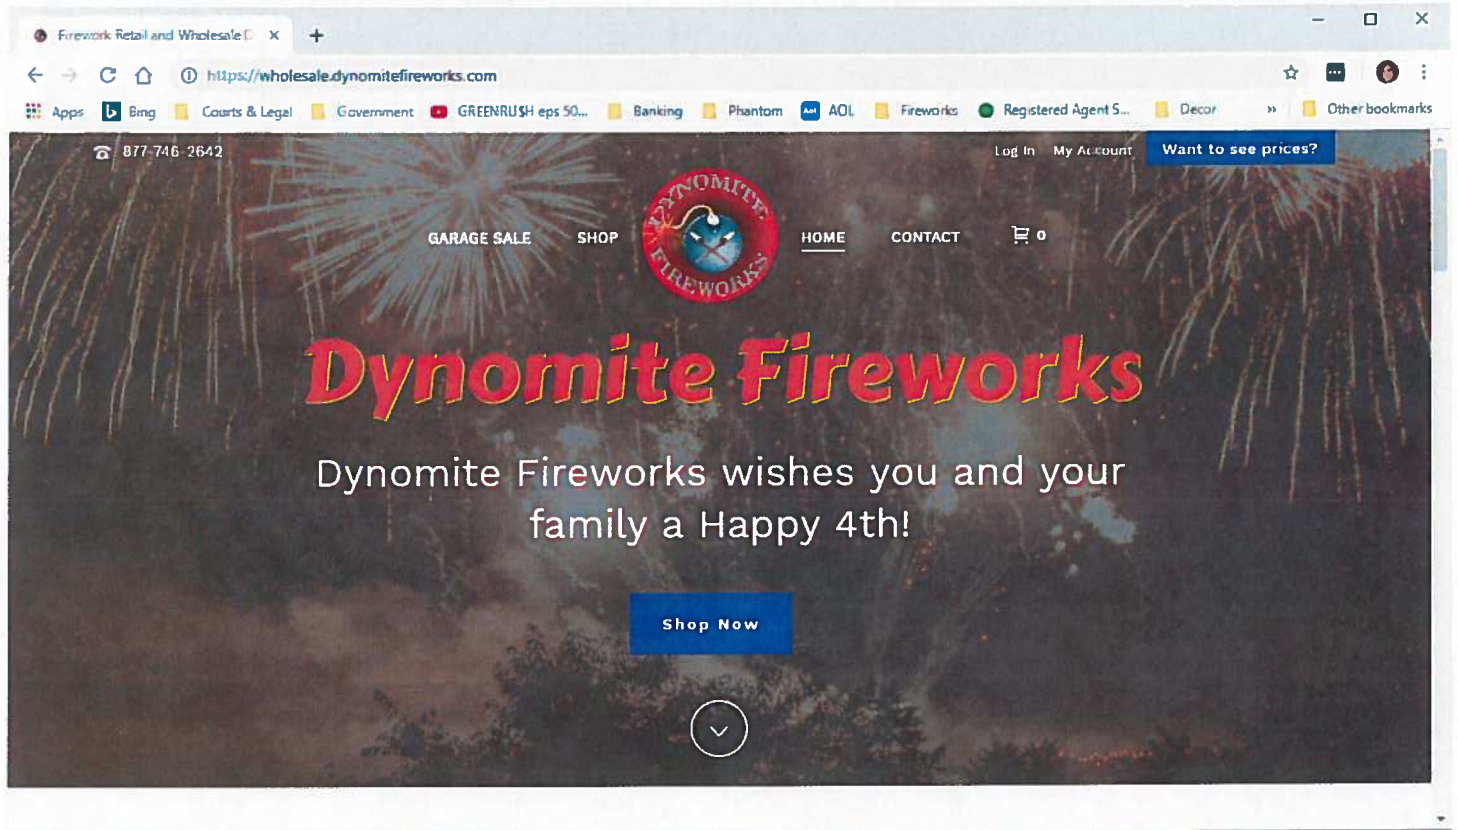 Firework Retail and Wholesale D
https://wholesale.dynomitefireworks.com
Apps Bing Courts & Legal Government GREENRUSH eps 50... Banking Phantom AOL Fireworks Registered Agent S... Decor » Other bookmarks
877-746-2642 Log In My Account Want to see prices?
DYNOMITE FIREWORKS
GARAGE SALE SHOP HOME CONTACT 0
Dynomite Fireworks
Dynomite Fireworks wishes you and your
family a Happy 4th!
Shop Now